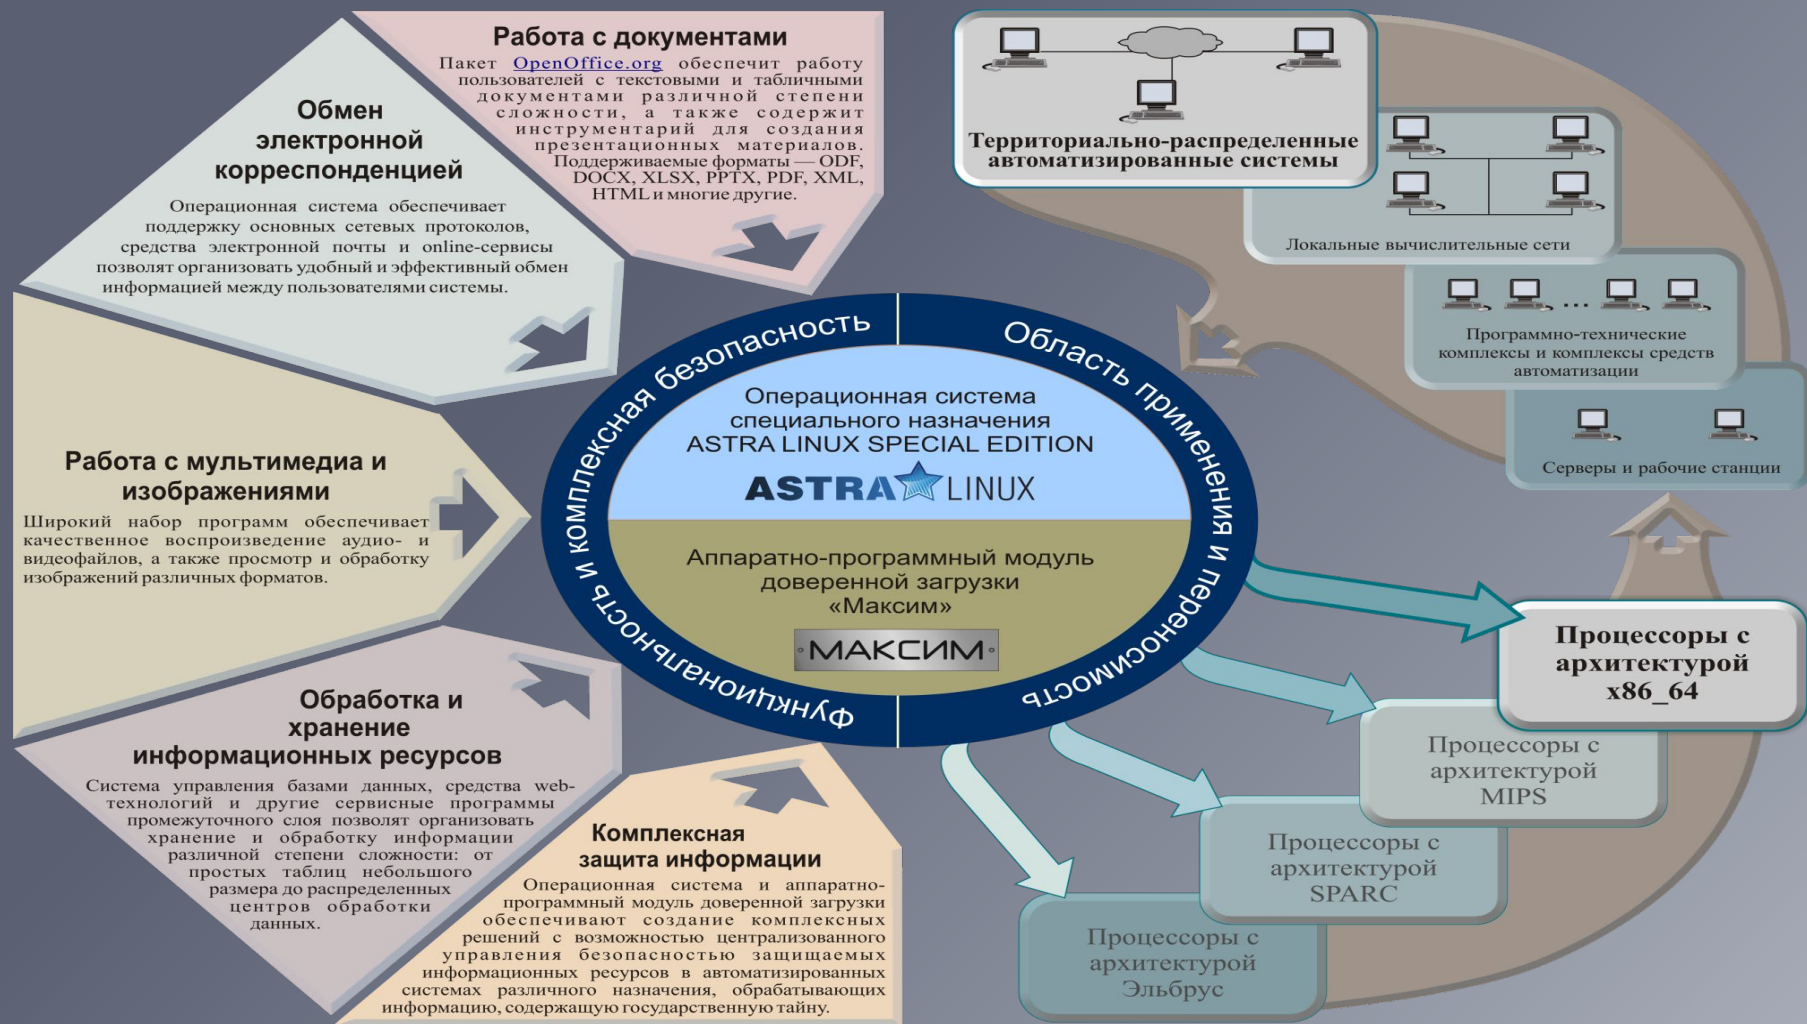 Работа с документами
Пакет OpenOffice.org обеспечит работу
пользователей с текстовыми и табличными
документами различной степени
сложности, а также содержит
инструментарий для создания
презентационных материалов.
Поддерживаемые форматы — ODF,
DOCX, XLSX, PPTX, PDF, XML,
HTML и многие другие.
Обмен
электронной
корреспонденцией
Операционная система обеспечивает
поддержку основных сетевых протоколов,
средства электронной почты и online-сервисы
позволят организовать удобный и эффективный обмен
информацией между пользователями системы.
Работа с мультимедиа и
изображениями
Широкий набор программ обеспечивает
качественное воспроизведение аудио- и
видеофайлов, а также просмотр и обработку
изображений различных форматов.
Обработка и
хранение
информационных ресурсов
Система управления базами данных, средства web-
технологий и другие сервисные программы
промежуточного слоя позволят организовать
хранение и обработку информации
различной степени сложности: от
простых таблиц небольшого
размера до распределенных
центров обработки
данных.
Комплексная
защита информации
Операционная система и аппаратно-
программный модуль доверенной загрузки
обеспечивают создание комплексных
решений с возможностью централизованного
управления безопасностью защищаемых
информационных ресурсов в автоматизированных
системах различного назначения, обрабатывающих
информацию, содержащую государственную тайну.
Функциональность и комплексная безопасность
Область применения и переносимость
Операционная система
специального назначения
ASTRA LINUX SPECIAL EDITION
ASTRA LINUX
Аппаратно-программный модуль
доверенной загрузки
«Максим»
МАКСИМ
Территориально-распределенные
автоматизированные системы
Локальные вычислительные сети
...
Программно-технические
комплексы и комплексы средств
автоматизации
Серверы и рабочие станции
Процессоры с
архитектурой
x86_64
Процессоры с
архитектурой
MIPS
Процессоры с
архитектурой
SPARC
Процессоры с
архитектурой
Эльбрус